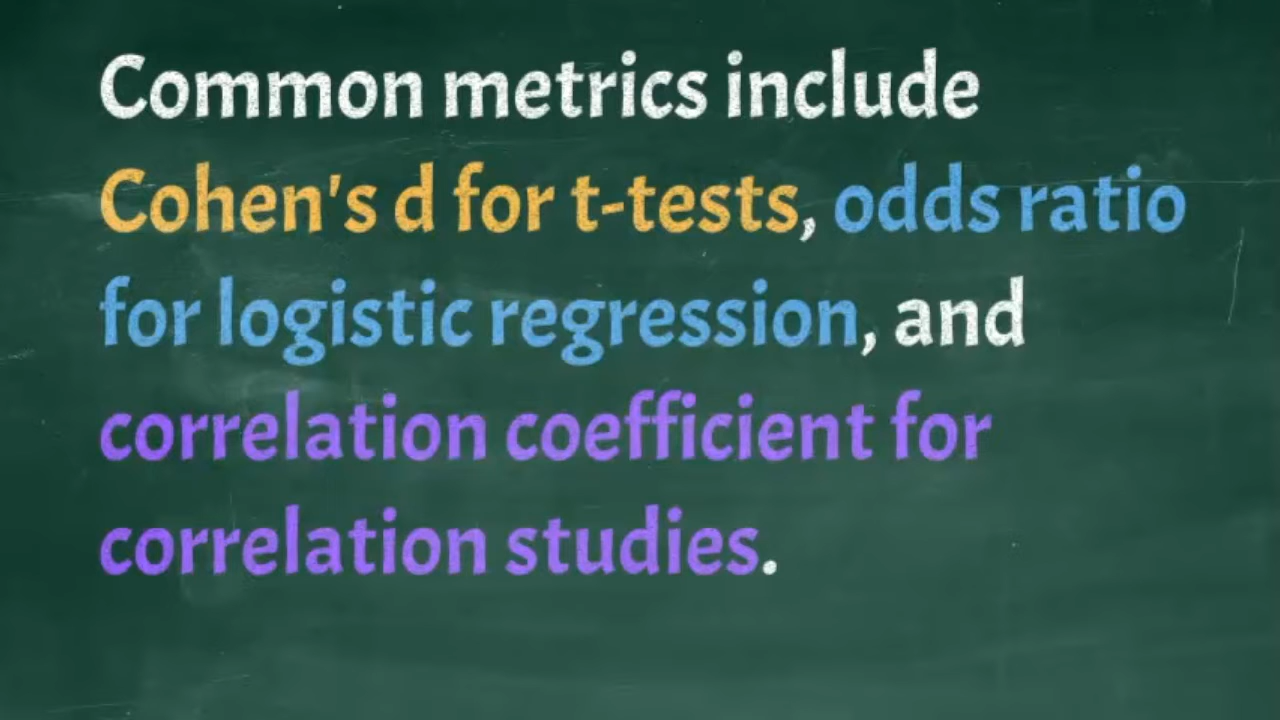 Common metrics include
Cohen's d for t-tests, odds ratio
for logistic regression, and
correlation coefficient for
correlation studies.